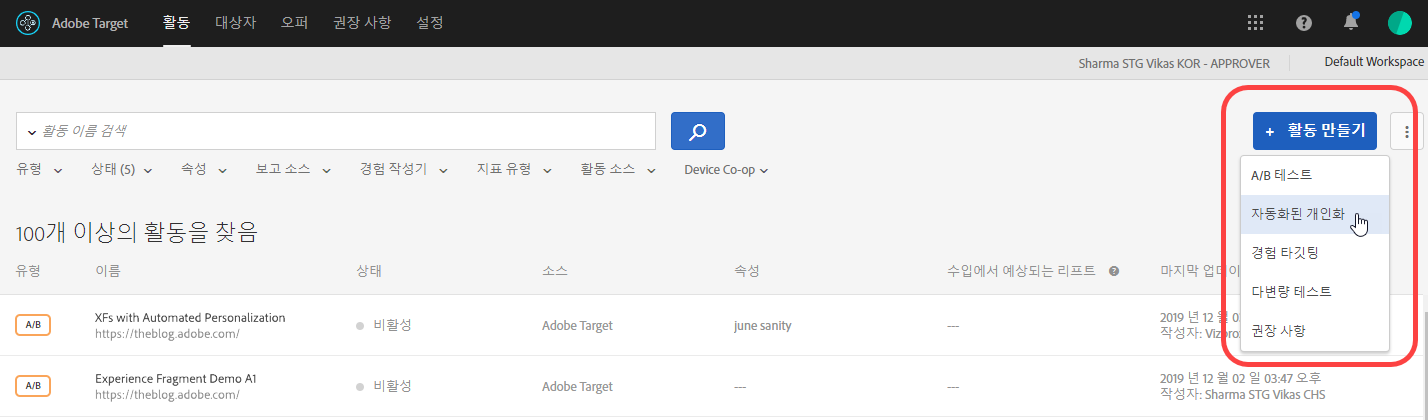 Adobe Target 활동 대상자 오퍼 권장 사항 설정
Sharma STG Vikas KOR - APPROVER Default Workspace
활동 이름 검색
+ 활동 만들기
유형 상태 (5) 속성 보고 소스 경험 작성기 지표 유형 활동 소스 Device Co-op
A/B 테스트
자동화된 개인화
경험 타깃팅
다변량 테스트
권장 사항
100개 이상의 활동을 찾음
유형 이름 상태 소스 속성 수입에서 예상되는 리프트 마지막
A/B XFs with Automated Personalization 비활성 Adobe Target june sanity --- 2019 년 12 월
https://theblog.adobe.com/ 작성자:
A/B Experience Fragment Demo A1 비활성 Adobe Target --- --- 2019 년 12 월 02 일 03:47 오후
https://theblog.adobe.com/ 작성자: Sharma STG Vikas CHS